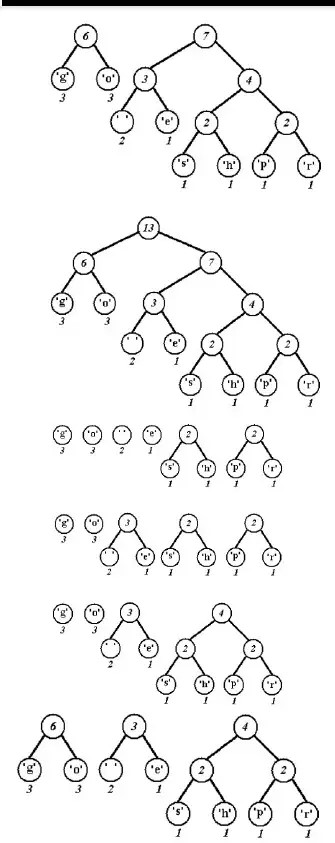 6 7
'g' 'o' 3 4
3 3 ' ' 'e' 2 2
2 1 's' 'h' 'p' 'r'
1 1 1 1
13
6 7
'g' 'o' 3 4
3 3 ' ' 'e' 2 2
2 1 's' 'h' 'p' 'r'
1 1 1 1
'g' 'o' ' ' 'e' 2 2
3 3 2 1 's' 'h' 'p' 'r'
1 1 1 1
'g' 'o' 3 2 2
3 3 ' ' 'e' 's' 'h' 'p' 'r'
2 1 1 1 1 1
'g' 'o' 3 4
3 3 ' ' 'e' 2 2
2 1 's' 'h' 'p' 'r'
1 1 1 1
6 3 4
'g' 'o' ' ' 'e' 2 2
3 3 2 1 's' 'h' 'p' 'r'
1 1 1 1